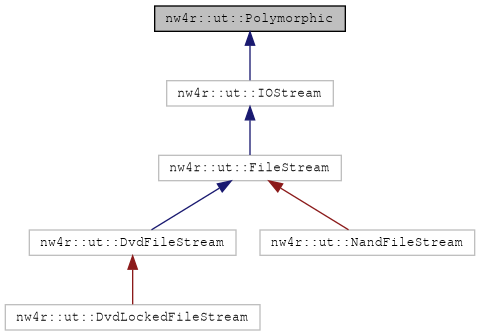 nw4r::ut::Polymorphic
nw4r::ut::IOStream
nw4r::ut::FileStream
nw4r::ut::DvdFileStream
nw4r::ut::NandFileStream
nw4r::ut::DvdLockedFileStream